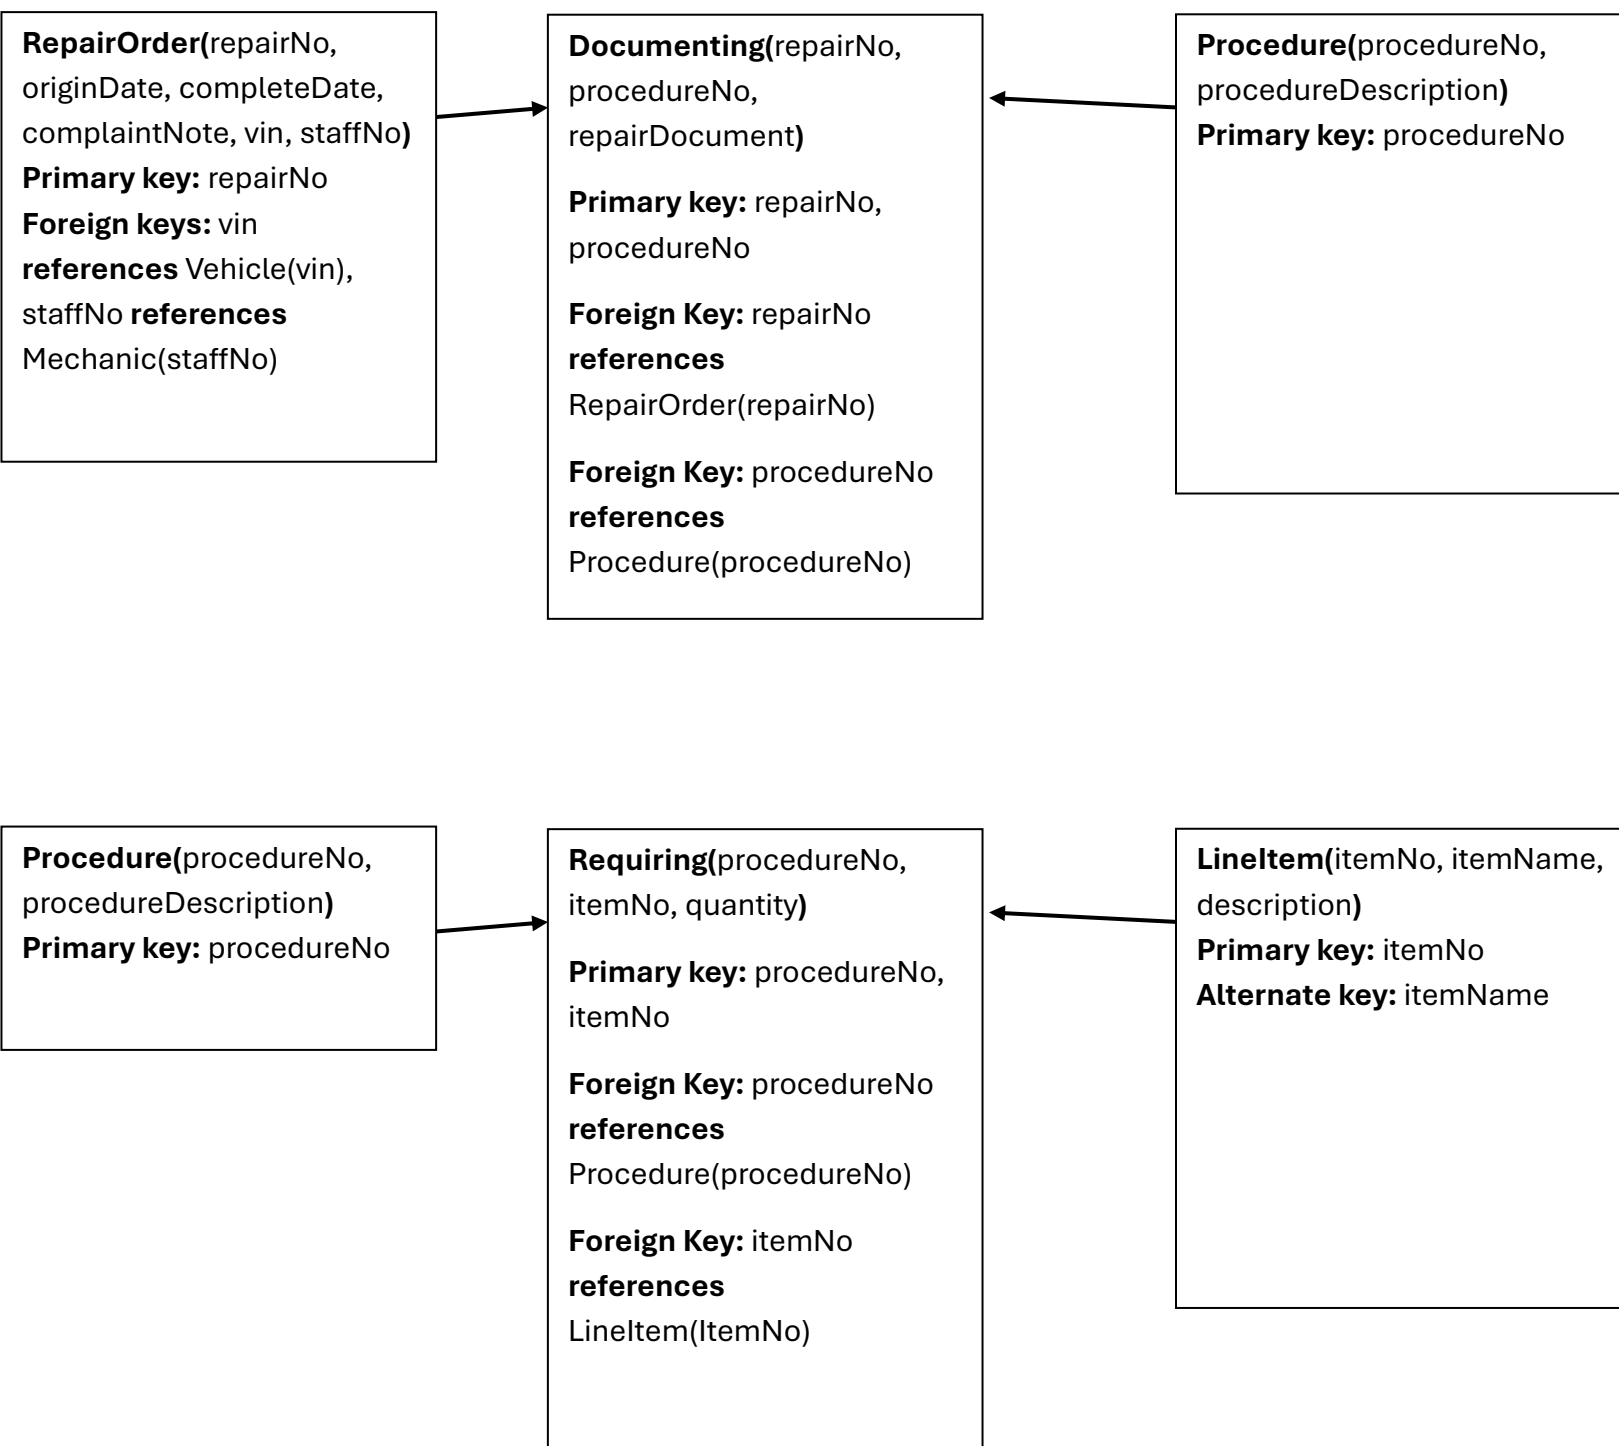 RepairOrder(repairNo,
originDate, completeDate,
complaintNote, vin, staffNo)
Primary key: repairNo
Foreign keys: vin
references Vehicle(vin),
staffNo references
Mechanic(staffNo)
Documenting(repairNo,
procedureNo,
repairDocument)
Primary key: repairNo,
procedureNo
Foreign Key: repairNo
references
RepairOrder(repairNo)
Foreign Key: procedureNo
references
Procedure(procedureNo)
Procedure(procedureNo,
procedureDescription)
Primary key: procedureNo
Procedure(procedureNo,
procedureDescription)
Primary key: procedureNo
Requiring(procedureNo,
itemNo, quantity)
Primary key: procedureNo,
itemNo
Foreign Key: procedureNo
references
Procedure(procedureNo)
Foreign Key: itemNo
references
LineItem(ItemNo)
LineItem(itemNo, itemName,
description)
Primary key: itemNo
Alternate key: itemName